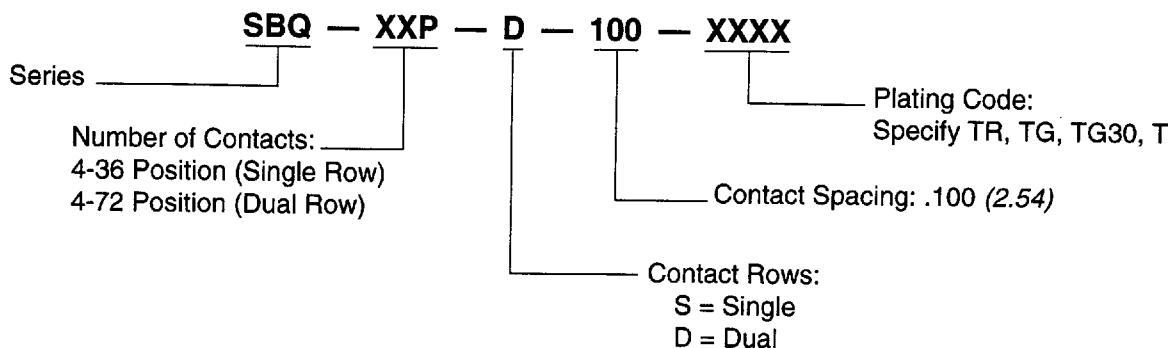 SBQ — XXP — D — 100 — XXXX
Series
Number of Contacts:
4-36 Position (Single Row)
4-72 Position (Dual Row)
Plating Code:
Specify TR, TG, TG30, T
Contact Spacing: .100 (2.54)
Contact Rows:
S = Single
D = Dual